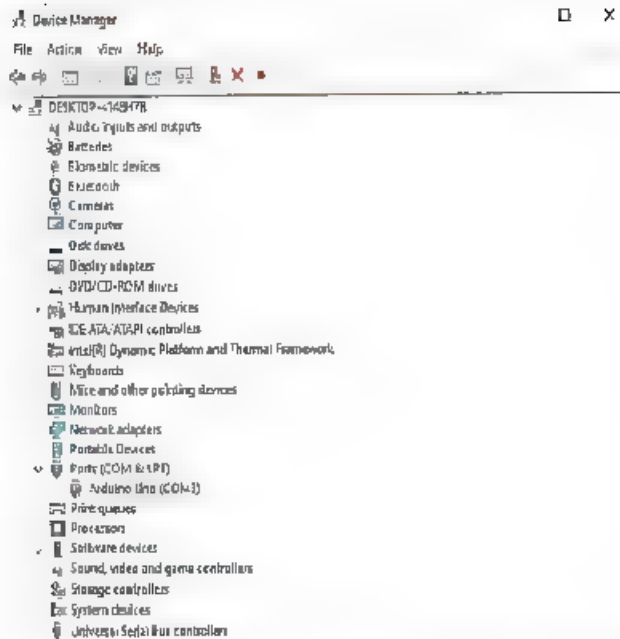 Device Manager
File Action View Help
Audio inputs and outputs
Batteries
Biometric devices
Bluetooth
Cameras
Computer
Disk drives
Display adapters
DVD/CD-ROM drives
Human Interface Devices
IDE ATA/ATAPI controllers
Intel(R) Dynamic Platform and Thermal Framework
Keyboards
Mice and other pointing devices
Monitors
Network adapters
Portable Devices
Ports (COM & LPT)
Arduino Uno (COM3)
Print queues
Processors
Software devices
Sound, video and game controllers
Storage controllers
System devices
Universal Serial Bus controllers